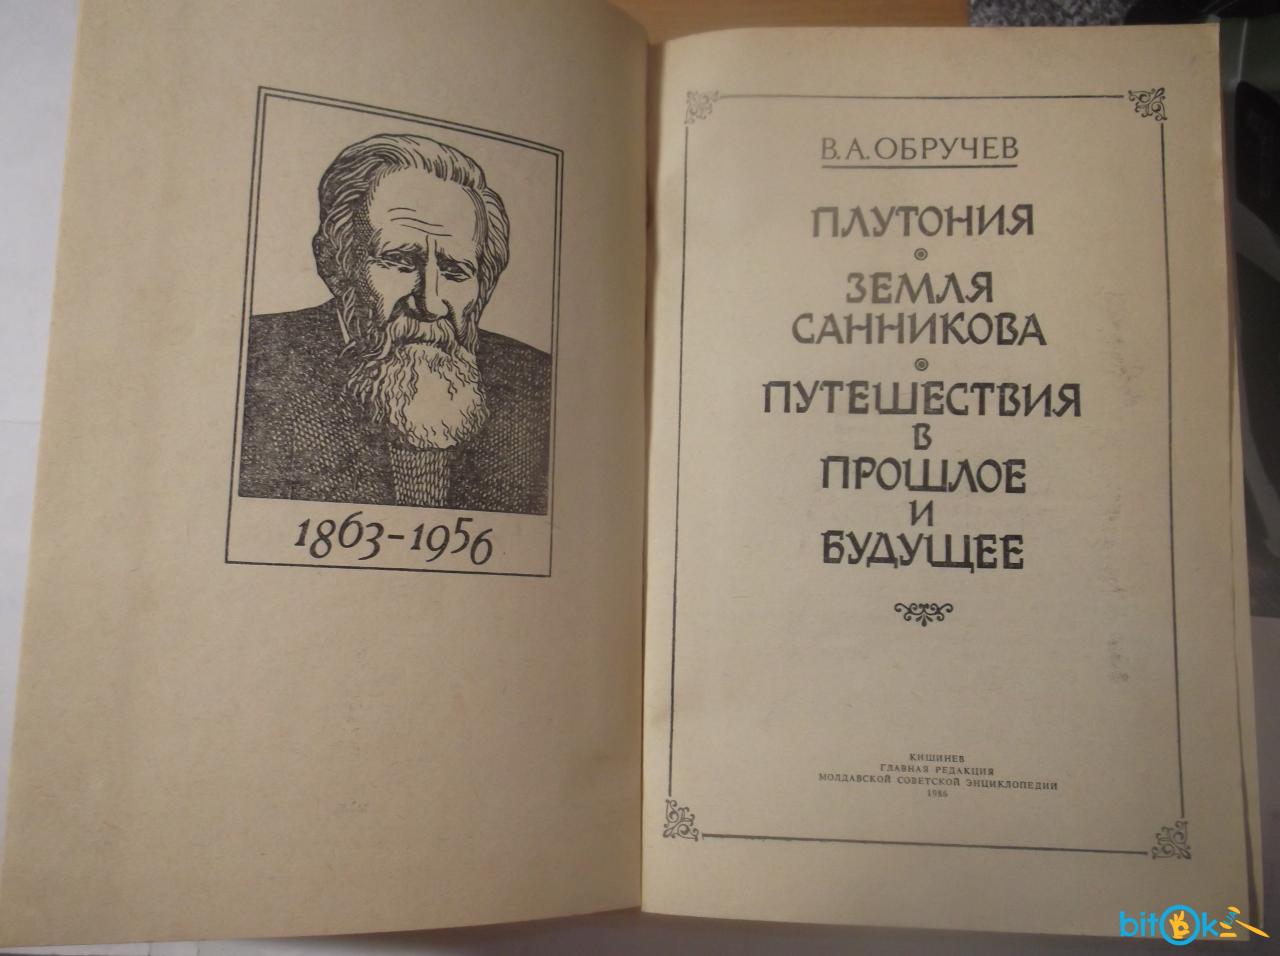 1863-1956
В. А. ОБРУЧЕВ
ПЛУТОНИЯ
ЗЕМЛЯ
САННИКОВА
ПУТЕШЕСТВИЯ
В
ПРОШЛОЕ
И
БУДУЩЕЕ
КИШИНЕВ
ГЛАВНАЯ РЕДАКЦИЯ
МОЛДАВСКОЙ СОВЕТСКОЙ ЭНЦИКЛОПЕДИИ
1986
bitOk